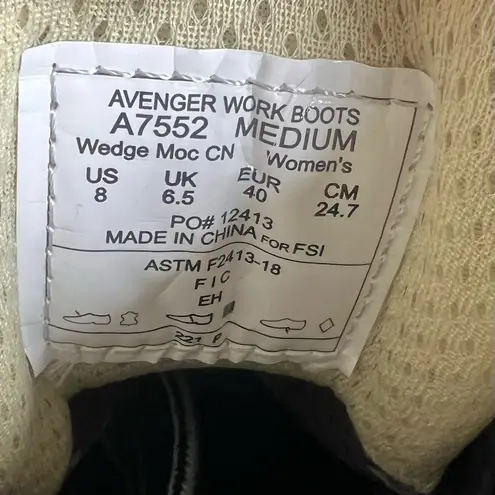 AVENGER WORK BOOTS
A7552 MEDIUM
Wedge Moc CN Women's
US UK EUR CM
8 6.5 40 24.7
PO# 12413
MADE IN CHINA FOR FSI
ASTM F2413-18
F I C
EH
221 P